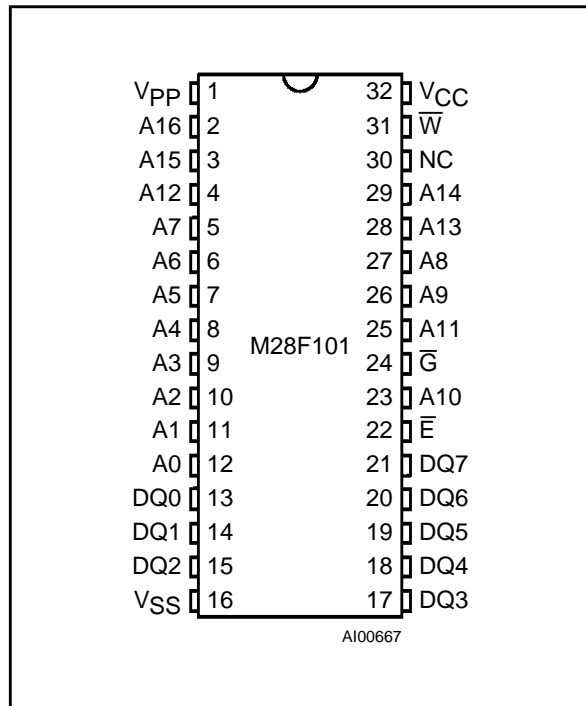 VPP 1 32 VCC
A16 2 31 W̅
A15 3 30 NC
A12 4 29 A14
A7 5 28 A13
A6 6 27 A8
A5 7 26 A9
A4 8 25 A11
M28F101
A3 9 24 G̅
A2 10 23 A10
A1 11 22 E̅
A0 12 21 DQ7
DQ0 13 20 DQ6
DQ1 14 19 DQ5
DQ2 15 18 DQ4
VSS 16 17 DQ3
AI00667